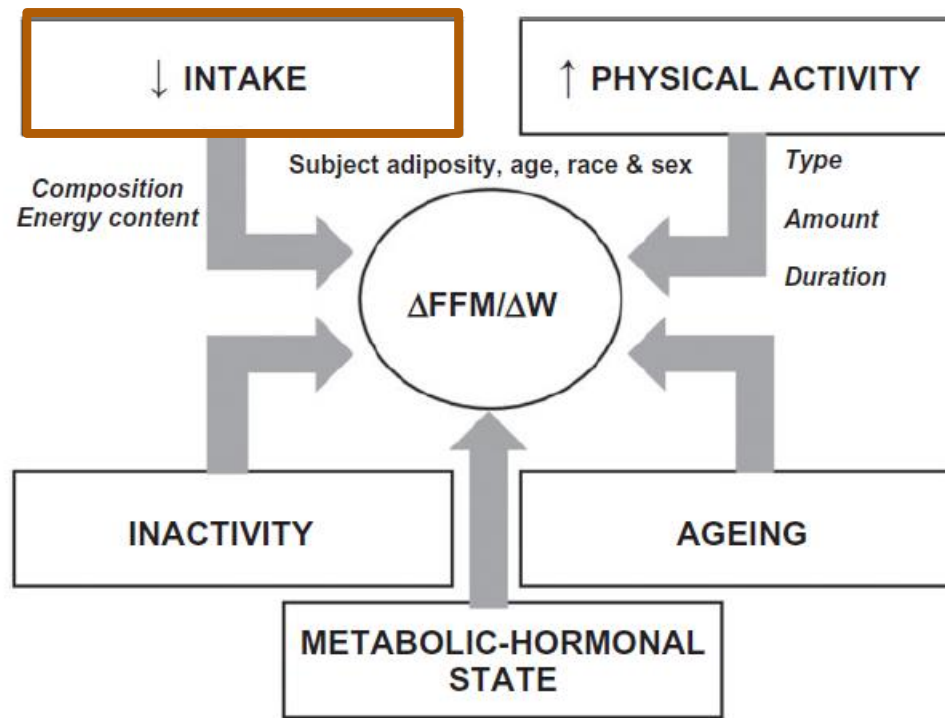 ↓ INTAKE
↑ PHYSICAL ACTIVITY
Subject adiposity, age, race & sex
Composition
Energy content
Type
Amount
Duration
ΔFFM/ΔW
INACTIVITY
AGEING
METABOLIC-HORMONAL
STATE